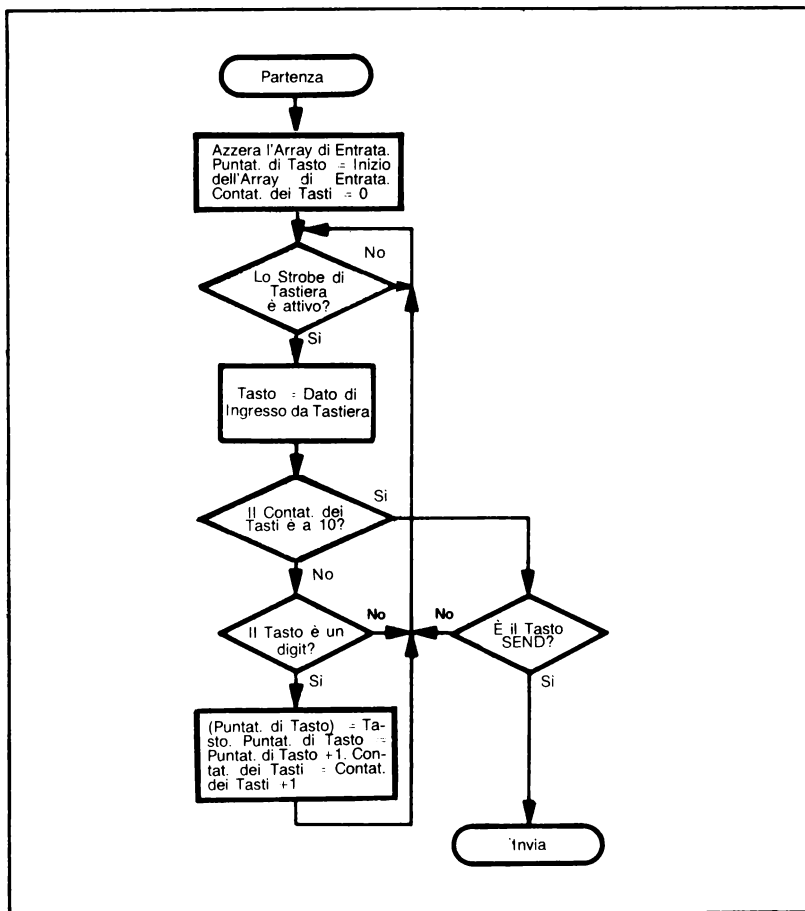 Partenza
Azzera l'Array di Entrata.
Puntat. di Tasto = Inizio
dell'Array di Entrata.
Contat. dei Tasti = 0
No
Lo Strobe di
Tastiera
è attivo?
Sì
Tasto = Dato di
Ingresso da Tastiera
Si
Il Contat. dei
Tasti è a 10?
No
No
No
Il Tasto è un
digit?
È il Tasto
SEND?
Si
Si
(Puntat. di Tasto) = Ta-
sto. Puntat. di Tasto =
Puntat. di Tasto +1. Con-
tat. dei Tasti = Contat.
dei Tasti +1
Invia